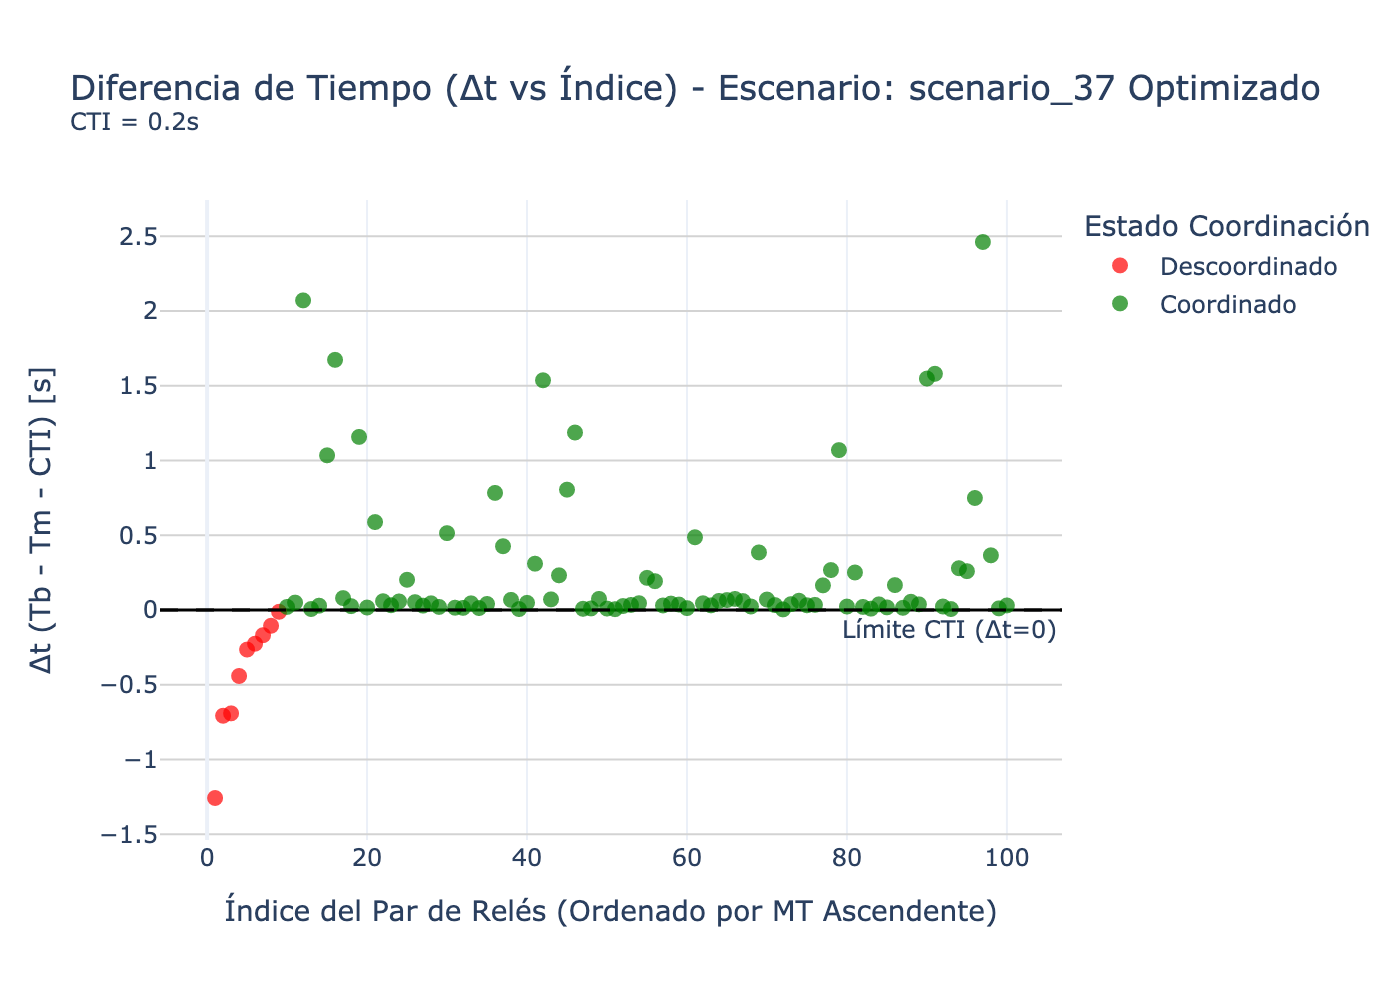 Diferencia de Tiempo (Δt vs Índice) - Escenario: scenario_37 Optimizado
CTI = 0.2s
Estado Coordinación
Descoordinado
Coordinado
Δt (Tb - Tm - CTI) [s]
2.5
2
1.5
1
0.5
0
−0.5
−1
−1.5
Límite CTI (Δt=0)
0 20 40 60 80 100
Índice del Par de Relés (Ordenado por MT Ascendente)